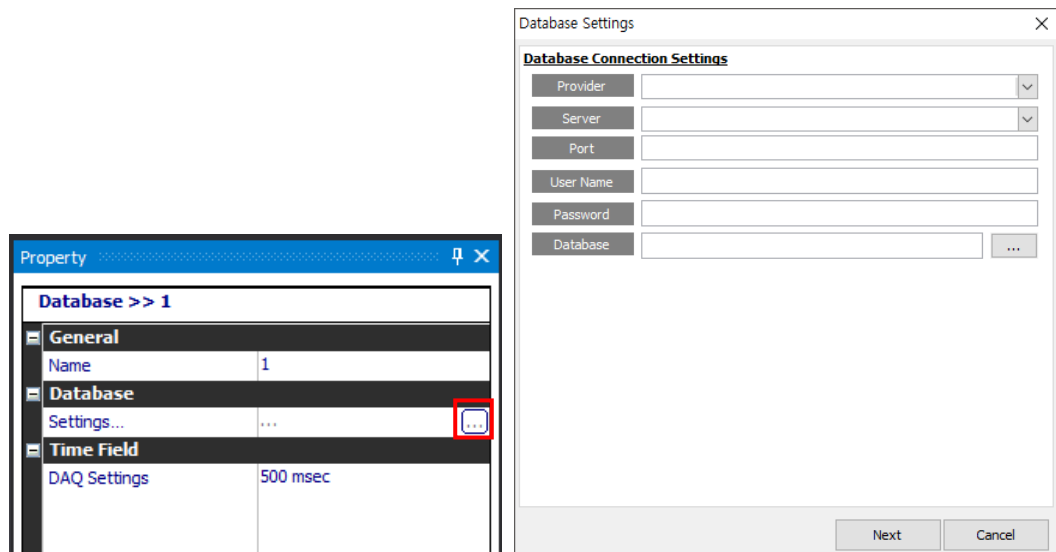 Property
Database >> 1
General
Name 1
Database
Settings... ... ...
Time Field
DAQ Settings 500 msec
Database Settings
Database Connection Settings
Provider
Server
Port
User Name
Password
Database ...
Next Cancel